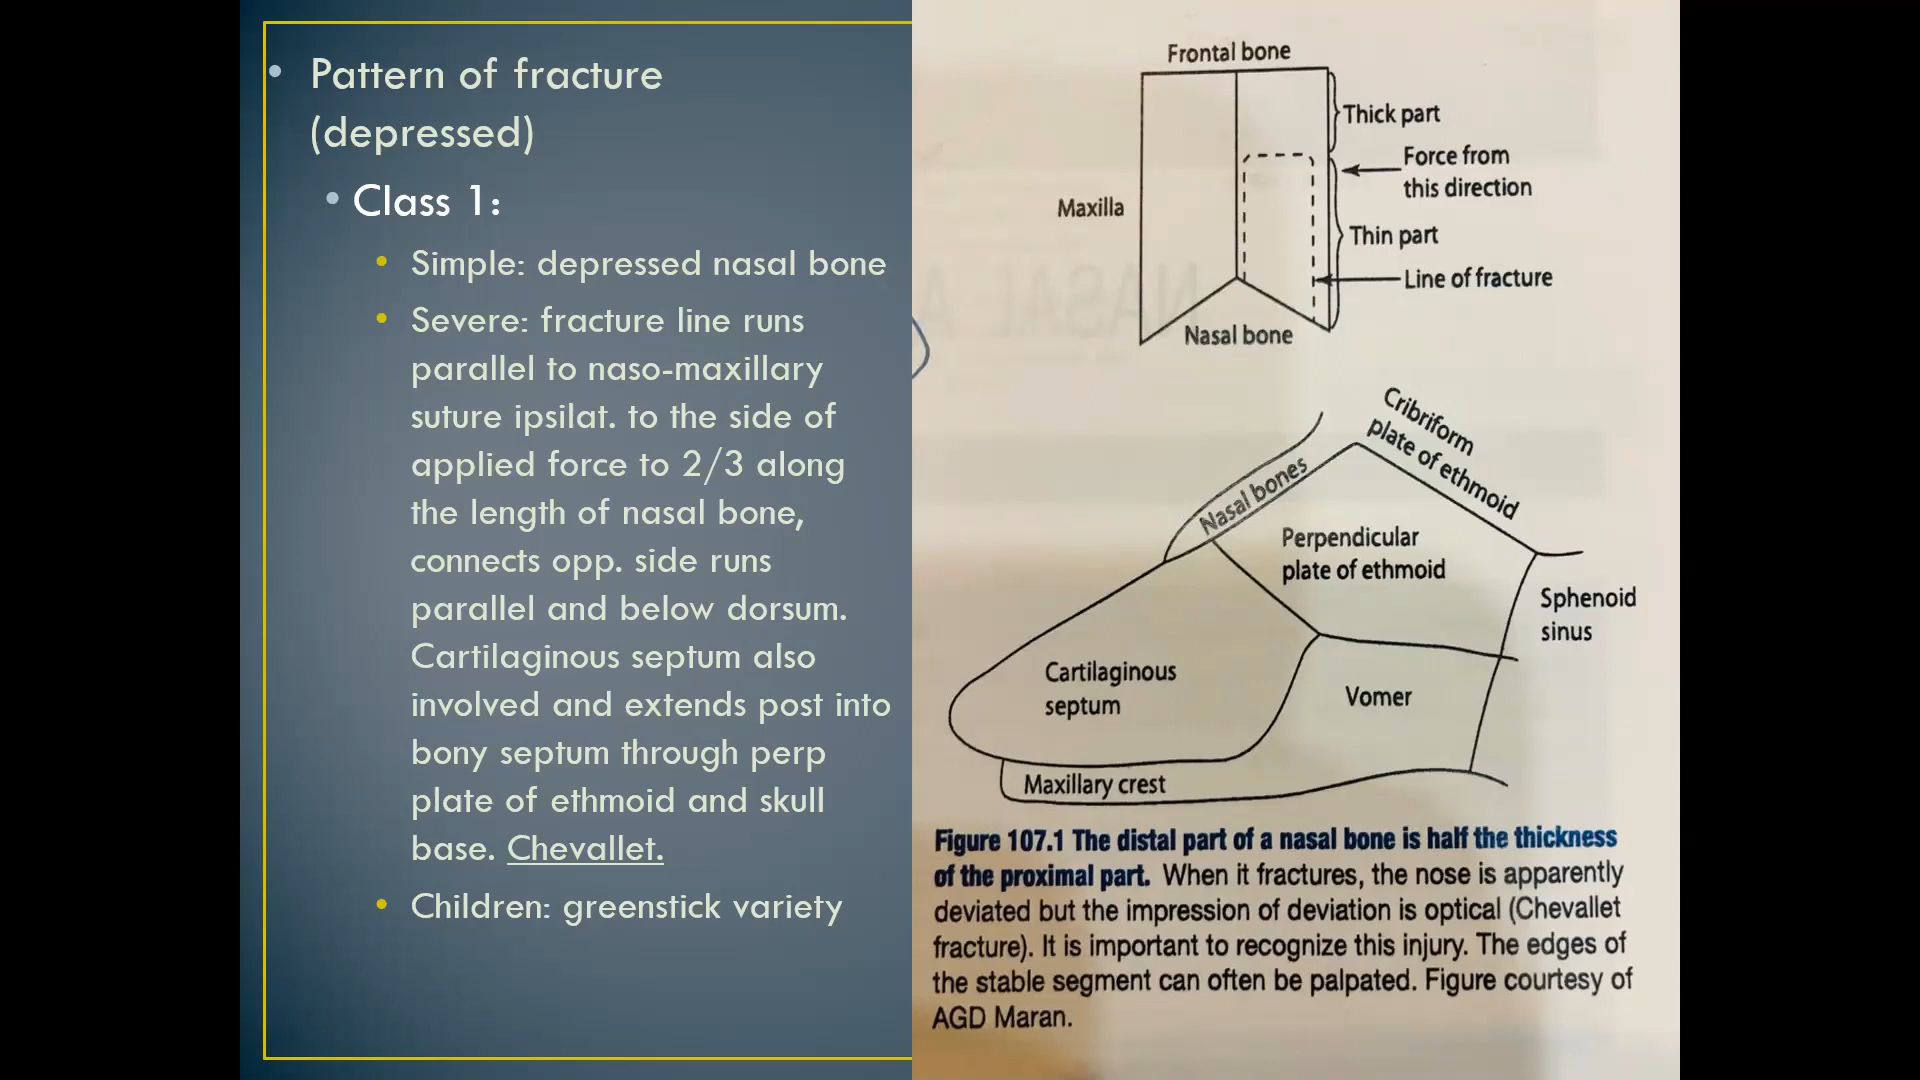 Pattern of fracture
(depressed)
Class 1:
Simple: depressed nasal bone
Severe: fracture line runs
parallel to naso-maxillary
suture ipsilat. to the side of
applied force to 2/3 along
the length of nasal bone,
connects opp. side runs
parallel and below dorsum.
Cartilaginous septum also
involved and extends post into
bony septum through perp
plate of ethmoid and skull
base. Chevallet.
Children: greenstick variety
Frontal bone
Thick part
Force from
this direction
Maxilla
Thin part
Line of fracture
Nasal bone
Cribriform
plate of ethmoid
Nasal bones
Perpendicular
plate of ethmoid
Sphenoid
sinus
Cartilaginous
septum
Vomer
Maxillary crest
Figure 107.1 The distal part of a nasal bone is half the thickness
of the proximal part. When it fractures, the nose is apparently
deviated but the impression of deviation is optical (Chevallet
fracture). It is important to recognize this injury. The edges of
the stable segment can often be palpated. Figure courtesy of
AGD Maran.